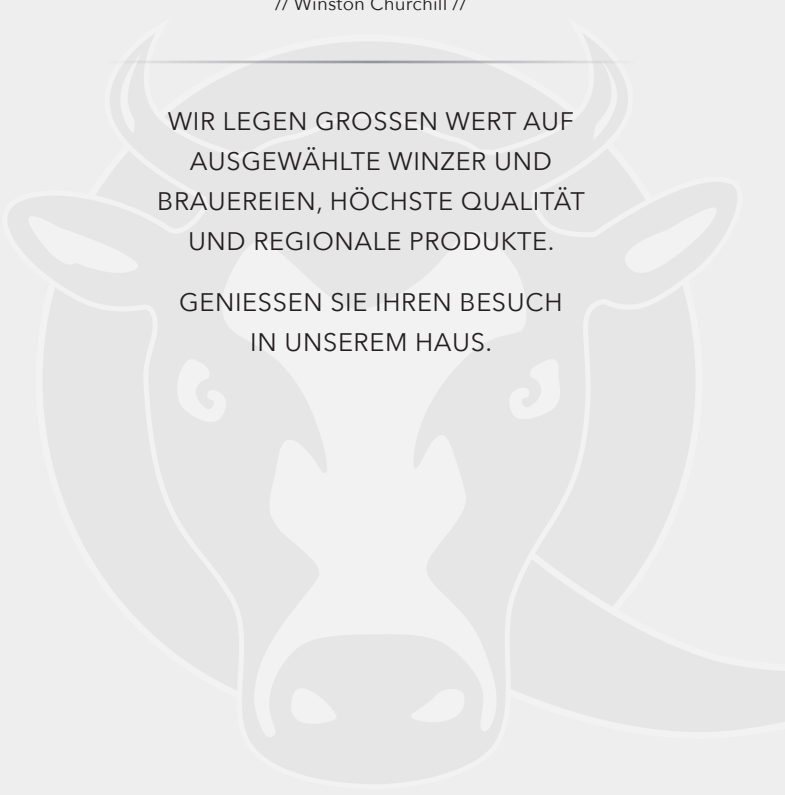 // Winston Churchill //
WIR LEGEN GROSSEN WERT AUF
AUSGEWÄHLTE WINZER UND
BRAUEREIEN, HÖCHSTE QUALITÄT
UND REGIONALE PRODUKTE.
GENIESSEN SIE IHREN BESUCH
IN UNSEREM HAUS.